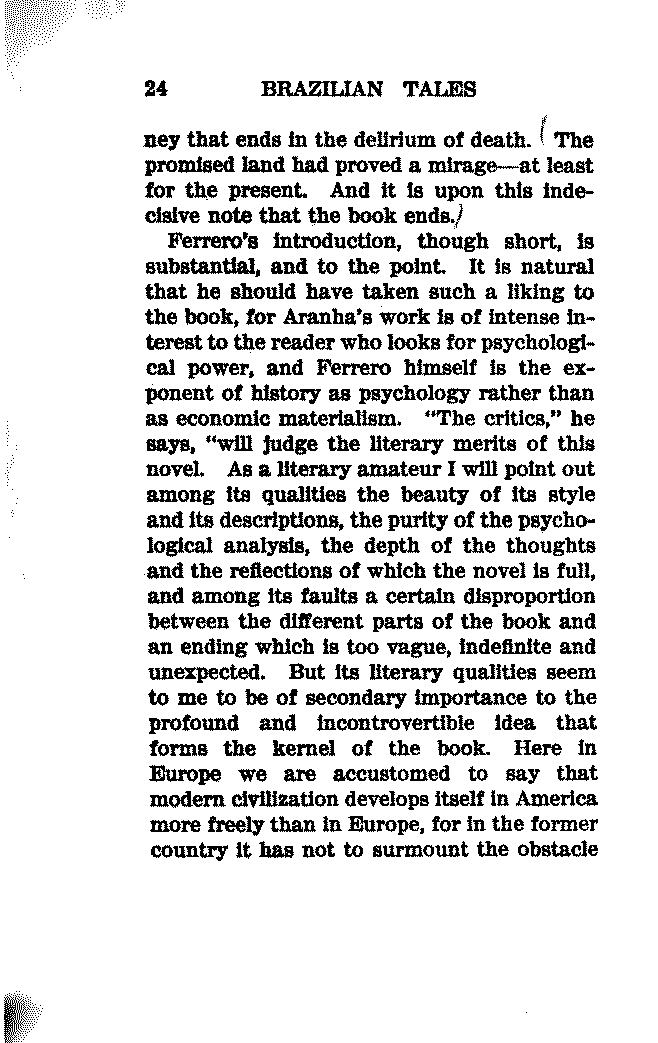 24 BRAZILIAN TALES
ney that ends in the delirium of death. ( The
promised land had proved a mirage—at least
for the present. And it is upon this inde-
cisive note that the book ends.)
Ferrero's introduction, though short, is
substantial, and to the point. It is natural
that he should have taken such a liking to
the book, for Aranha's work is of intense in-
terest to the reader who looks for psychologi-
cal power, and Ferrero himself is the ex-
ponent of history as psychology rather than
as economic materialism. "The critics," he
says, "will judge the literary merits of this
novel. As a literary amateur I will point out
among its qualities the beauty of its style
and its descriptions, the purity of the psycho-
logical analysis, the depth of the thoughts
and the reflections of which the novel is full,
and among its faults a certain disproportion
between the different parts of the book and
an ending which is too vague, indefinite and
unexpected. But its literary qualities seem
to me to be of secondary importance to the
profound and incontrovertible idea that
forms the kernel of the book. Here in
Europe we are accustomed to say that
modern civilization develops itself in America
more freely than in Europe, for in the former
country it has not to surmount the obstacle